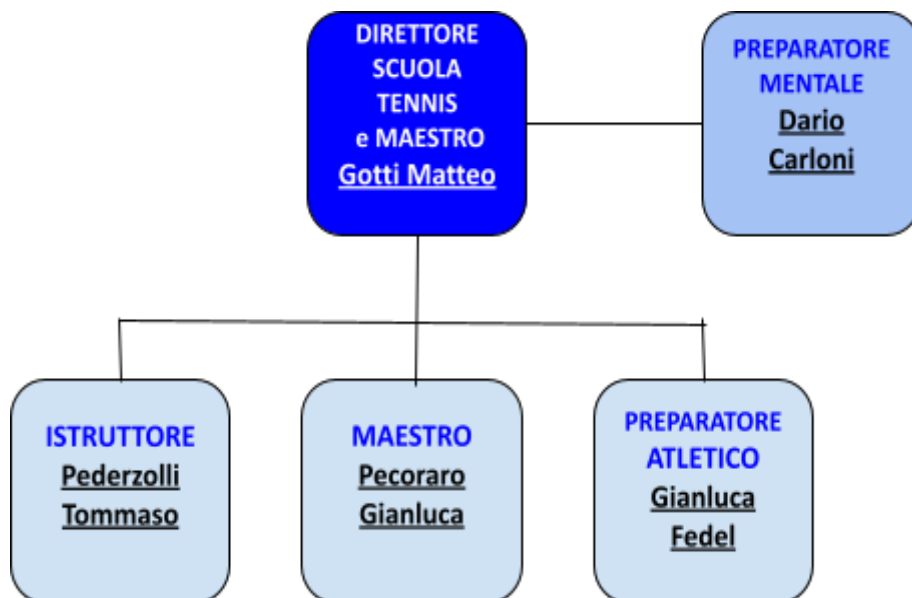 DIRETTORE
SCUOLA
TENNIS
e MAESTRO
Gotti Matteo
PREPARATORE
MENTALE
Dario
Carloni
ISTRUTTORE
Pederzolli
Tommaso
MAESTRO
Pecoraro
Gianluca
PREPARATORE
ATLETICO
Gianluca
Fedel